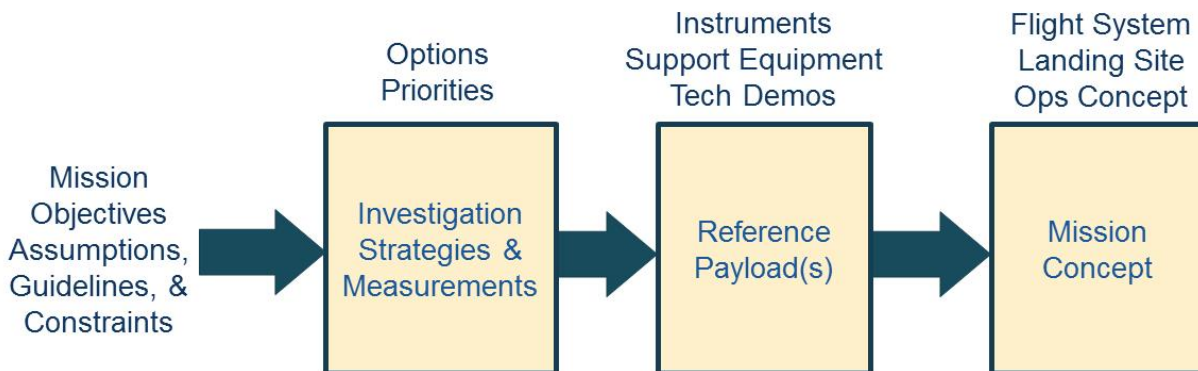 Mission
Objectives
Assumptions,
Guidelines, &
Constraints
Options
Priorities
Investigation
Strategies &
Measurements
Instruments
Support Equipment
Tech Demos
Reference
Payload(s)
Flight System
Landing Site
Ops Concept
Mission
Concept